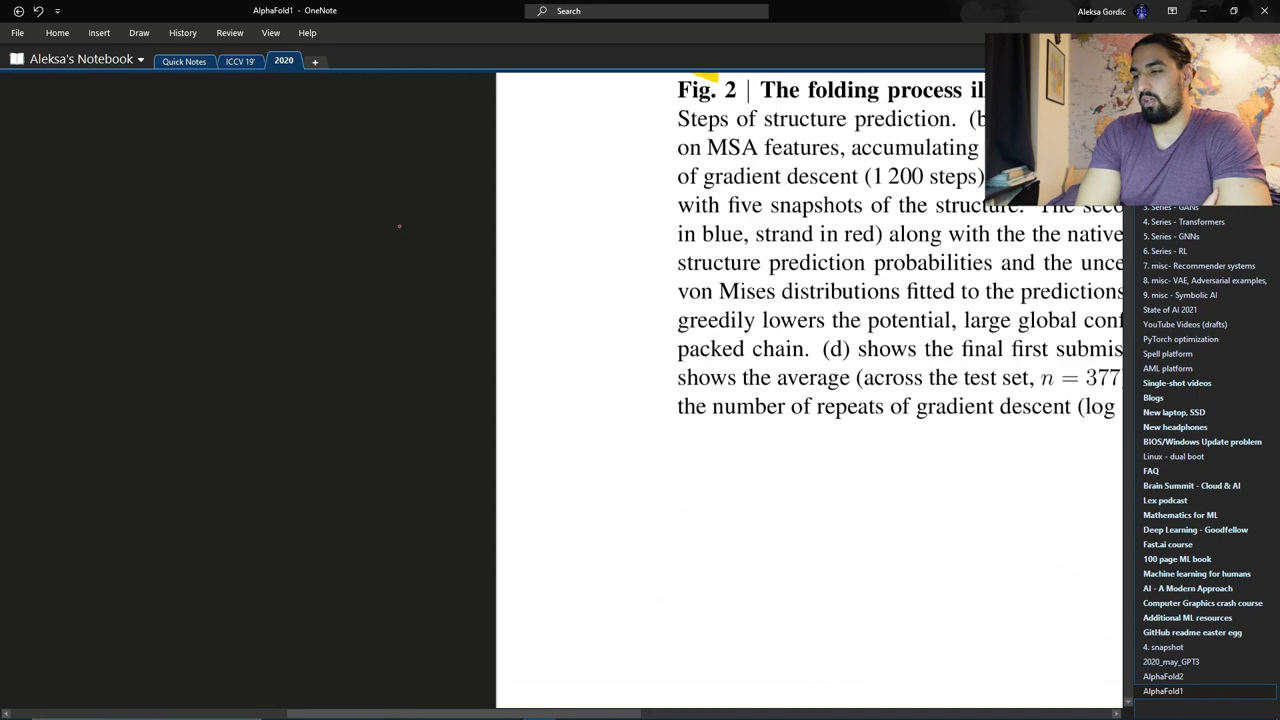 AlphaFold1 - OneNote
Search
Aleksa Gordic
File Home Insert Draw History Review View Help
Aleksa's Notebook
Quick Notes
ICCV 19'
2020
Fig. 2 | The folding process
Steps of structure prediction.
on MSA features, accumulating
of gradient descent (1 200 steps)
with five snapshots of the structure. The
in blue, strand in red) along with the the native
structure prediction probabilities and the
von Mises distributions fitted to the predictions
greedily lowers the potential, large global
packed chain. (d) shows the final first
shows the average (across the test set, n = 377
the number of repeats of gradient descent (log
3. Series - GANs
4. Series - Transformers
5. Series - GNNs
6. Series - RL
7. misc- Recommender systems
8. misc- VAE, Adversarial examples,
9. misc - Symbolic AI
State of AI 2021
YouTube Videos (drafts)
PyTorch optimization
Spell platform
AML platform
Single-shot videos
Blogs
New laptop, SSD
New headphones
BIOS/Windows Update problem
Linux - dual boot
FAQ
Brain Summit - Cloud & AI
Lex podcast
Mathematics for ML
Deep Learning - Goodfellow
Fast.ai course
100 page ML book
Machine learning for humans
AI - A Modern Approach
Computer Graphics crash course
Additional ML resources
GitHub readme easter egg
4. snapshot
2020_may_GPT3
AlphaFold2
AlphaFold1